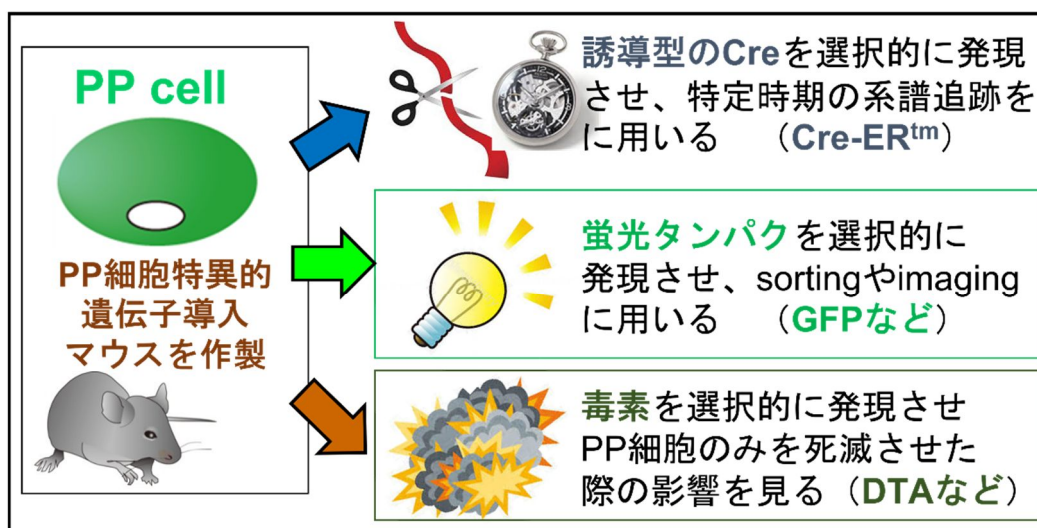 PP cell
PP細胞特異的
遺伝子導入
マウスを作製
誘導型のCreを選択的に発現
させ、特定時期の系譜追跡を
に用いる （Cre-ERtm）
蛍光タンパクを選択的に
発現させ、sortingやimaging
に用いる （GFPなど）
毒素を選択的に発現させ
PP細胞のみを死滅させた
際の影響を見る（DTAなど）